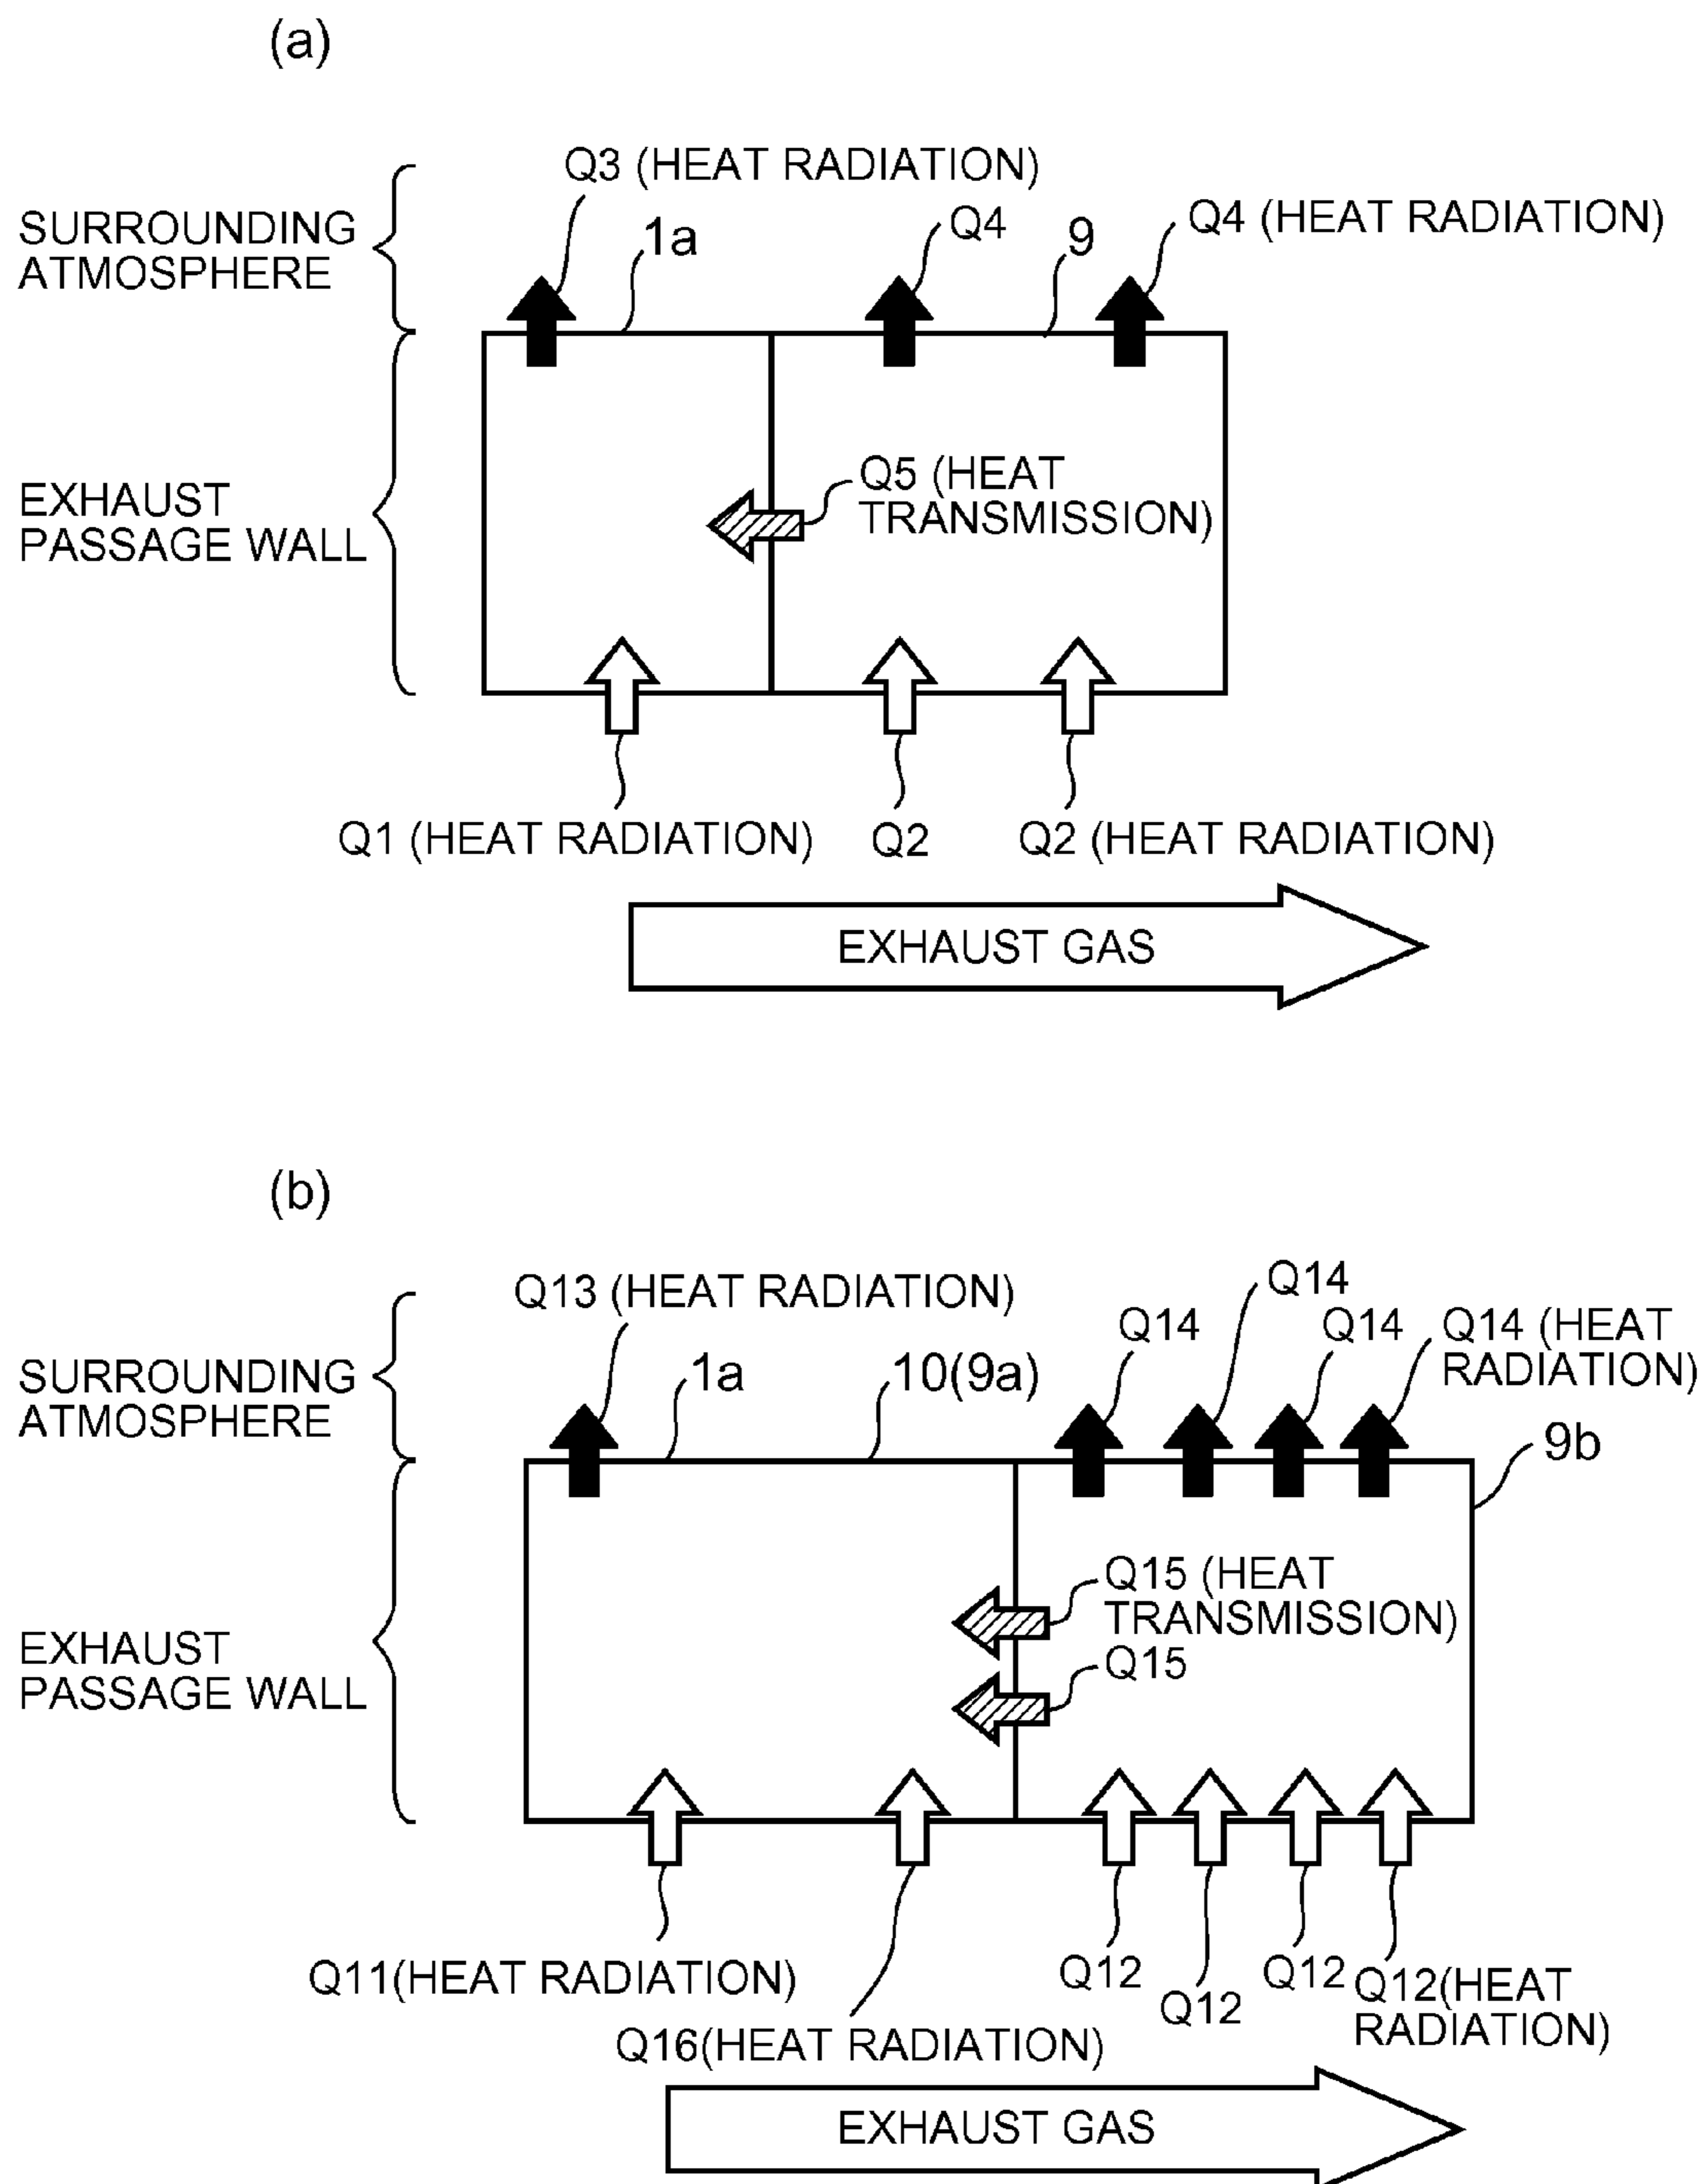 (a)
Q3 (HEAT RADIATION)
Q4 (HEAT RADIATION)
SURROUNDING
ATMOSPHERE
1a
Q4
9
Q5 (HEAT
TRANSMISSION)
EXHAUST
PASSAGE WALL
Q1 (HEAT RADIATION)
Q2
Q2 (HEAT RADIATION)
EXHAUST GAS
(b)
Q13 (HEAT RADIATION)
Q14
Q14
Q14
Q14 (HEAT
RADIATION)
SURROUNDING
ATMOSPHERE
1a
10(9a)
9b
Q15 (HEAT
TRANSMISSION)
Q15
EXHAUST
PASSAGE WALL
Q11(HEAT RADIATION)
Q12
Q12
Q12
Q12(HEAT
RADIATION)
Q16(HEAT RADIATION)
EXHAUST GAS